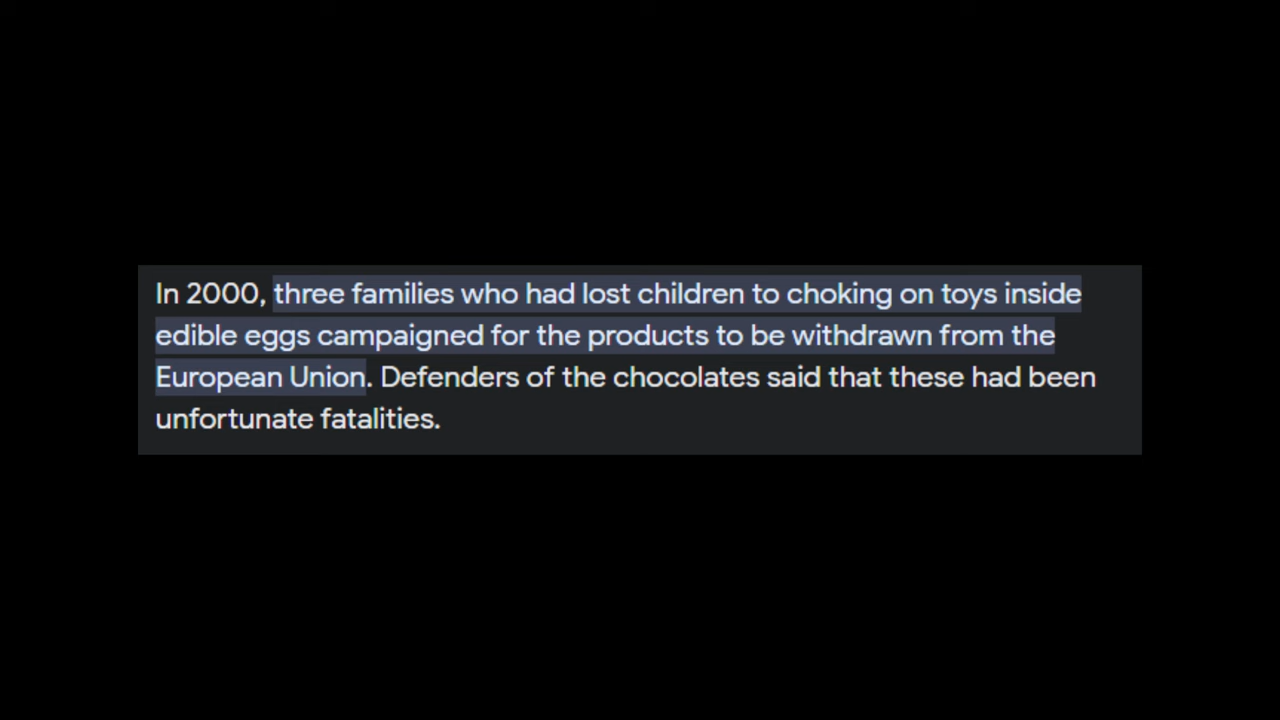 In 2000, three families who had lost children to choking on toys inside
edible eggs campaigned for the products to be withdrawn from the
European Union. Defenders of the chocolates said that these had been
unfortunate fatalities.